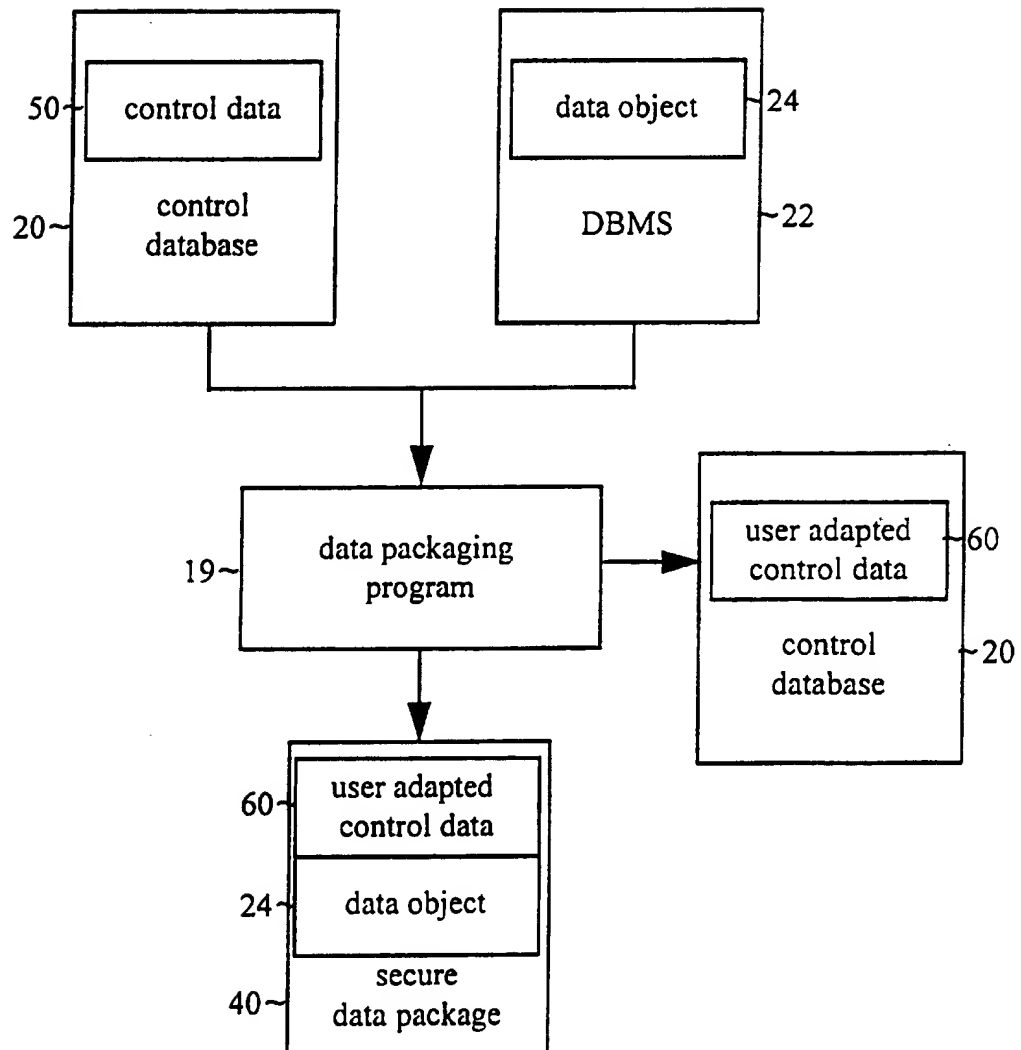 50~ control data
data object ~24
20~ control
database
DBMS ~22
19~ data packaging
program
user adapted ~60
control data
control ~20
database
60~ user adapted
control data
24~ data object
secure
40~ data package